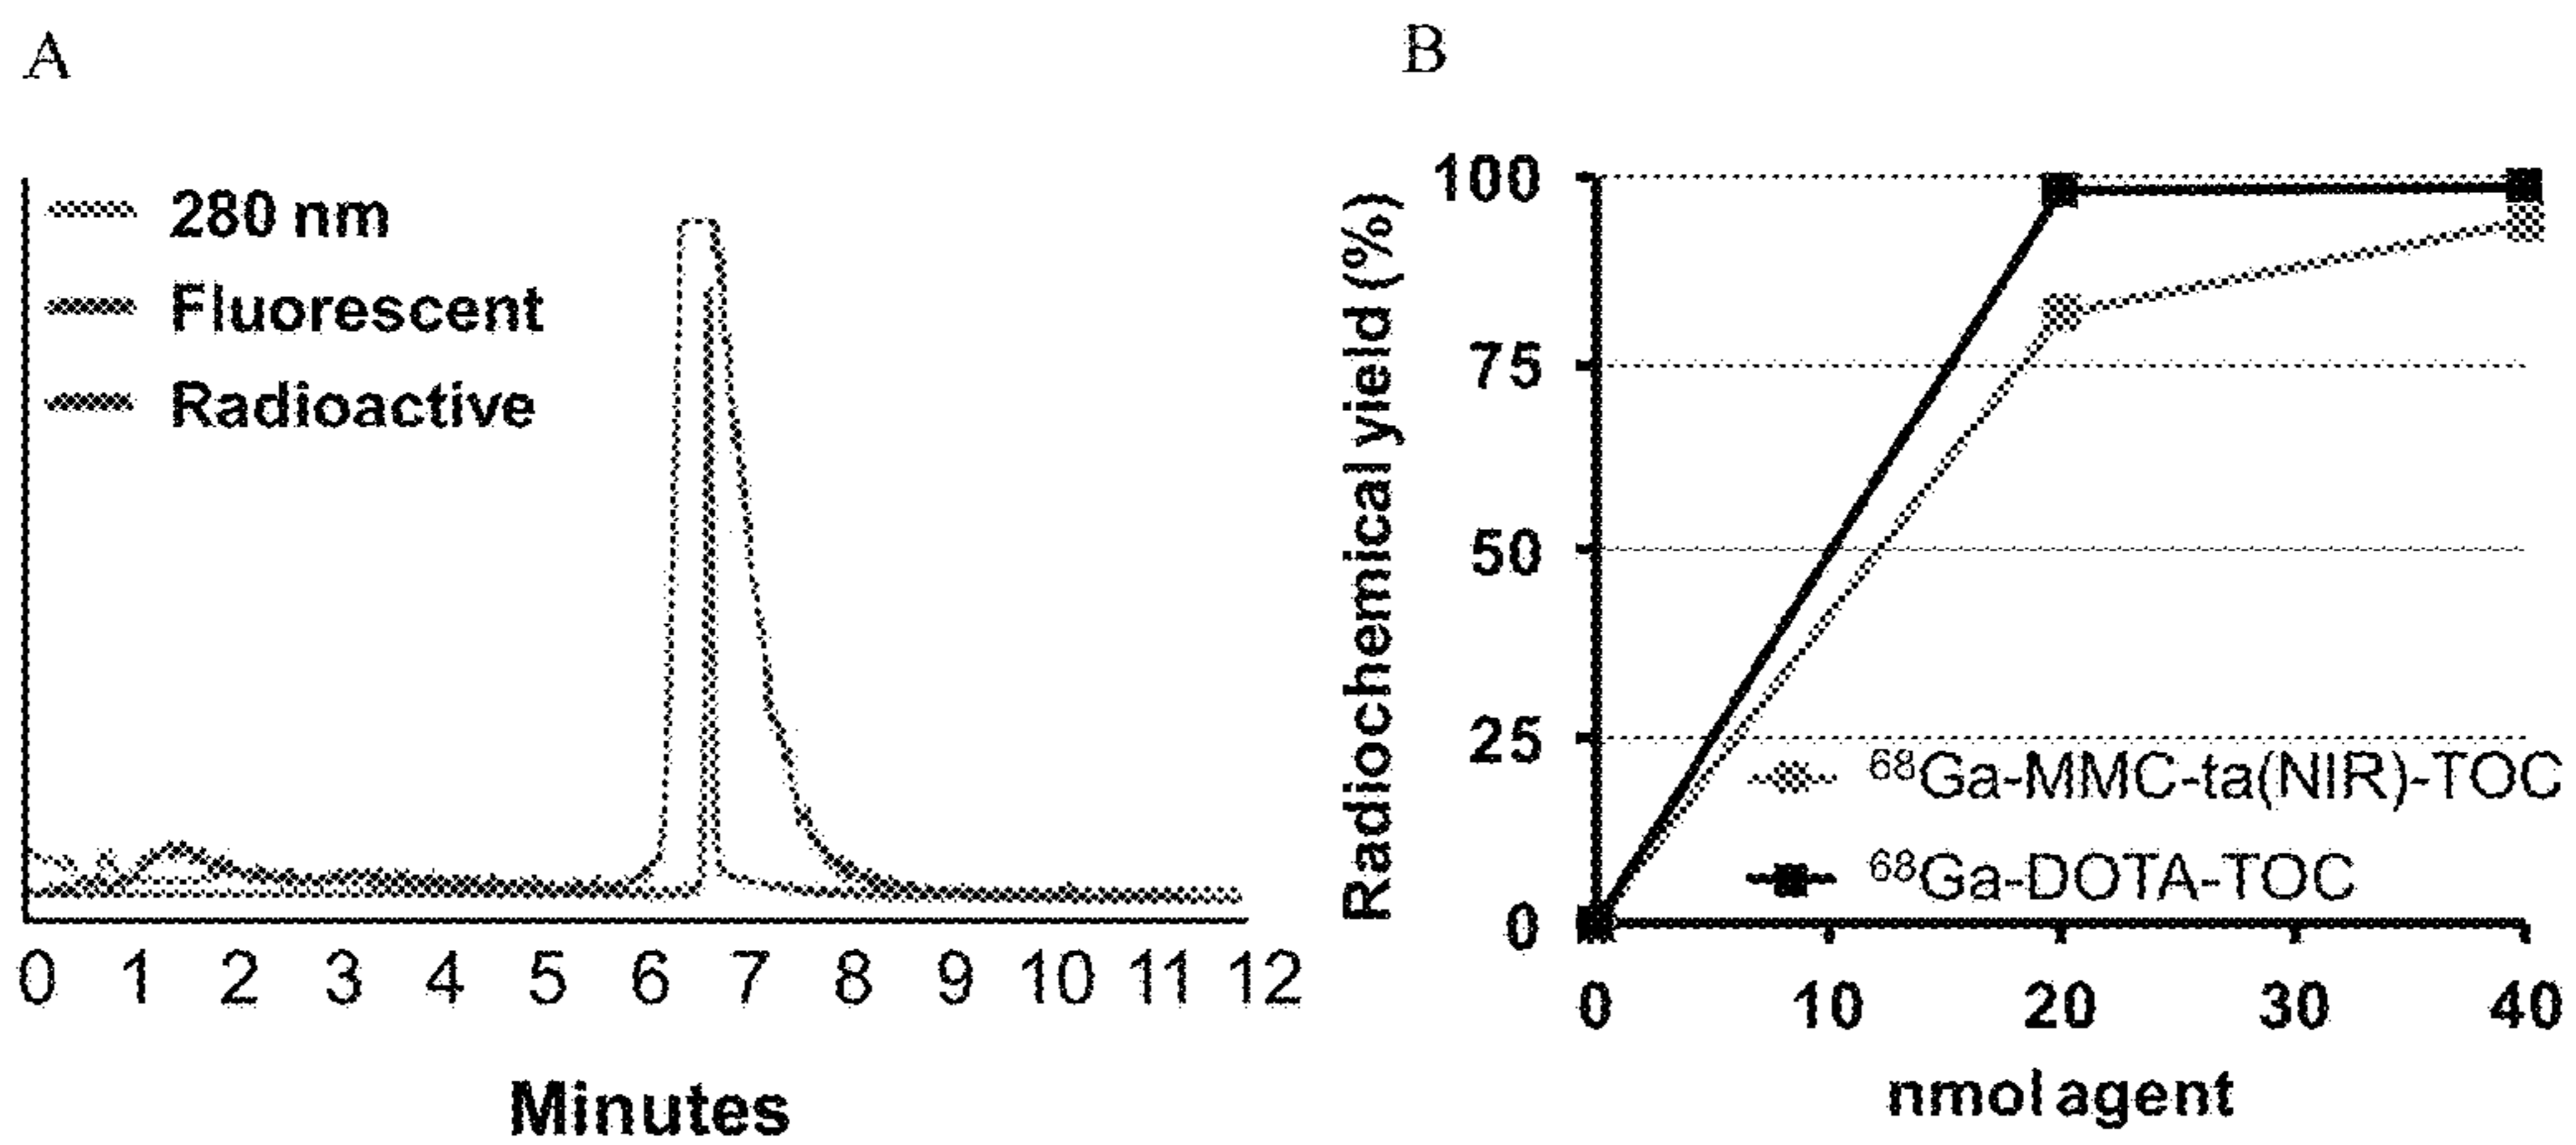 A
B
280 nm
Fluorescent
Radioactive
0 1 2 3 4 5 6 7 8 9 10 11 12
Minutes
Radiochemical yield (%)
100
75
50
25
0
⁶⁸Ga-MMC-ta(NIR)-TOC
⁶⁸Ga-DOTA-TOC
0 10 20 30 40
nmol agent